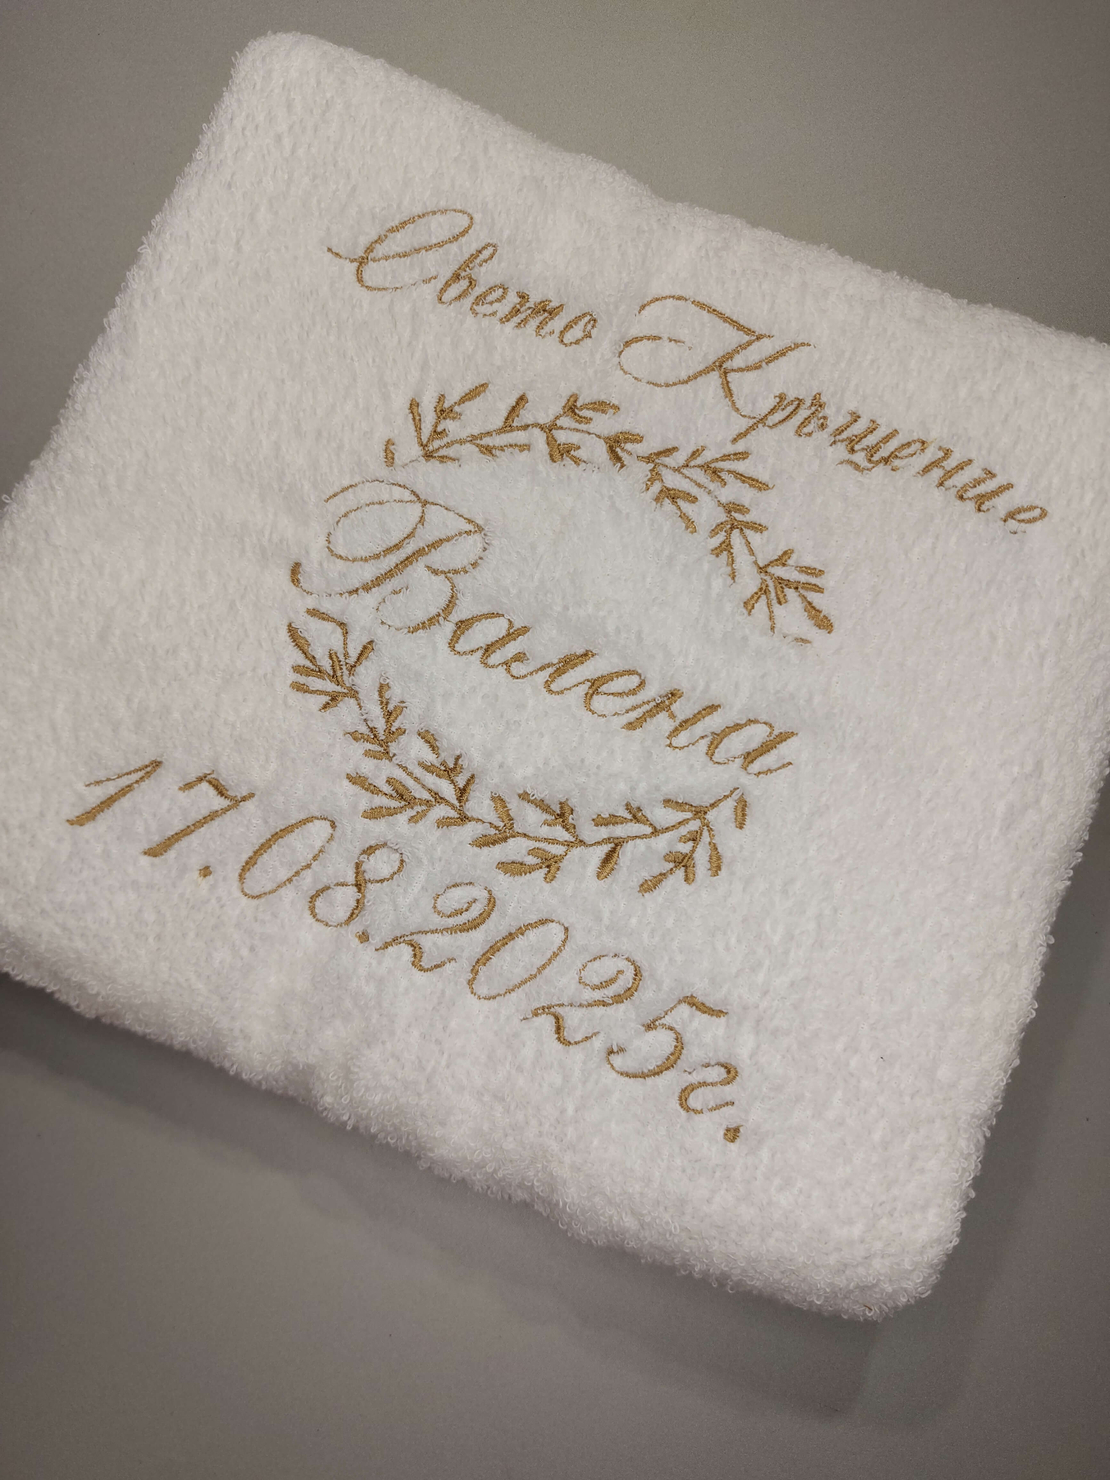 Свето Кръщение
Валена
17.08.2025г.